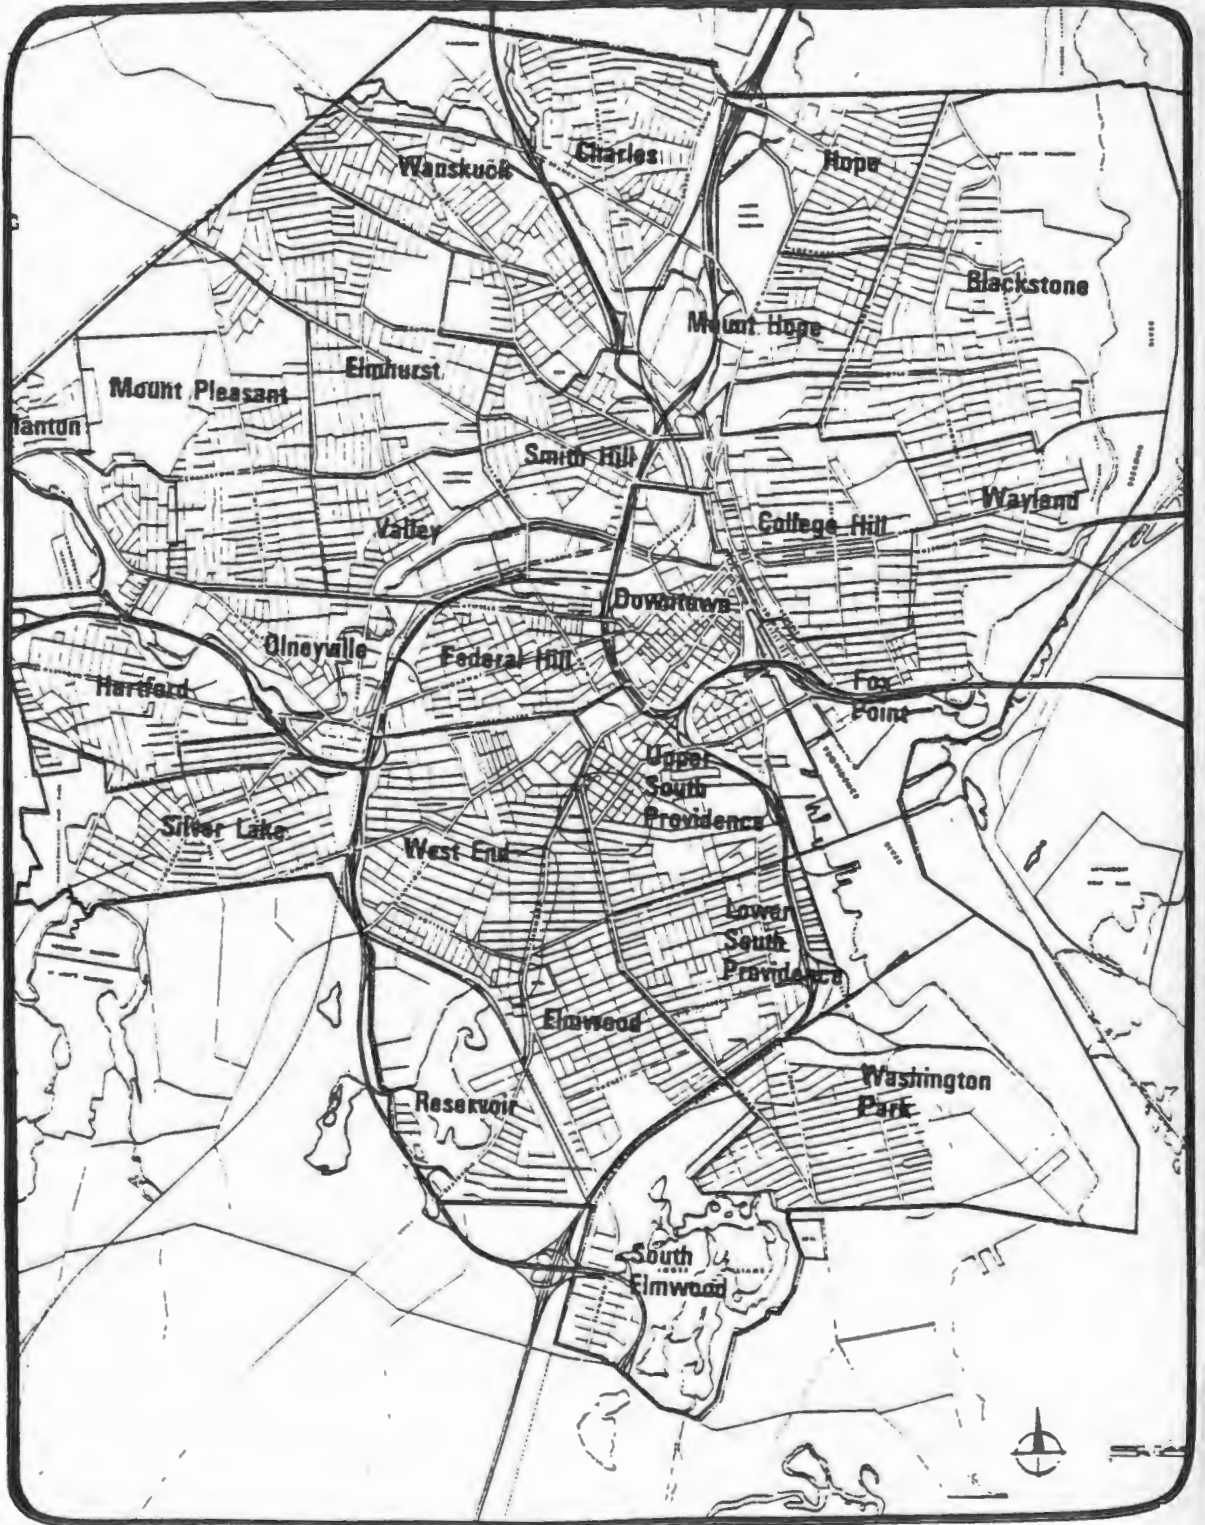 Wanskuck
Charles
Hope
Blackstone
Mount Hope
Elmhurst
Mount Pleasant
Manton
Smith Hill
Wayland
College Hill
Valley
Downtown
Olneyville
Federal Hill
Hartford
Fox
Point
Upper
South
Providence
Silver Lake
West End
Lower
South
Providence
Elmwood
Washington
Park
Reservoir
South
Elmwood